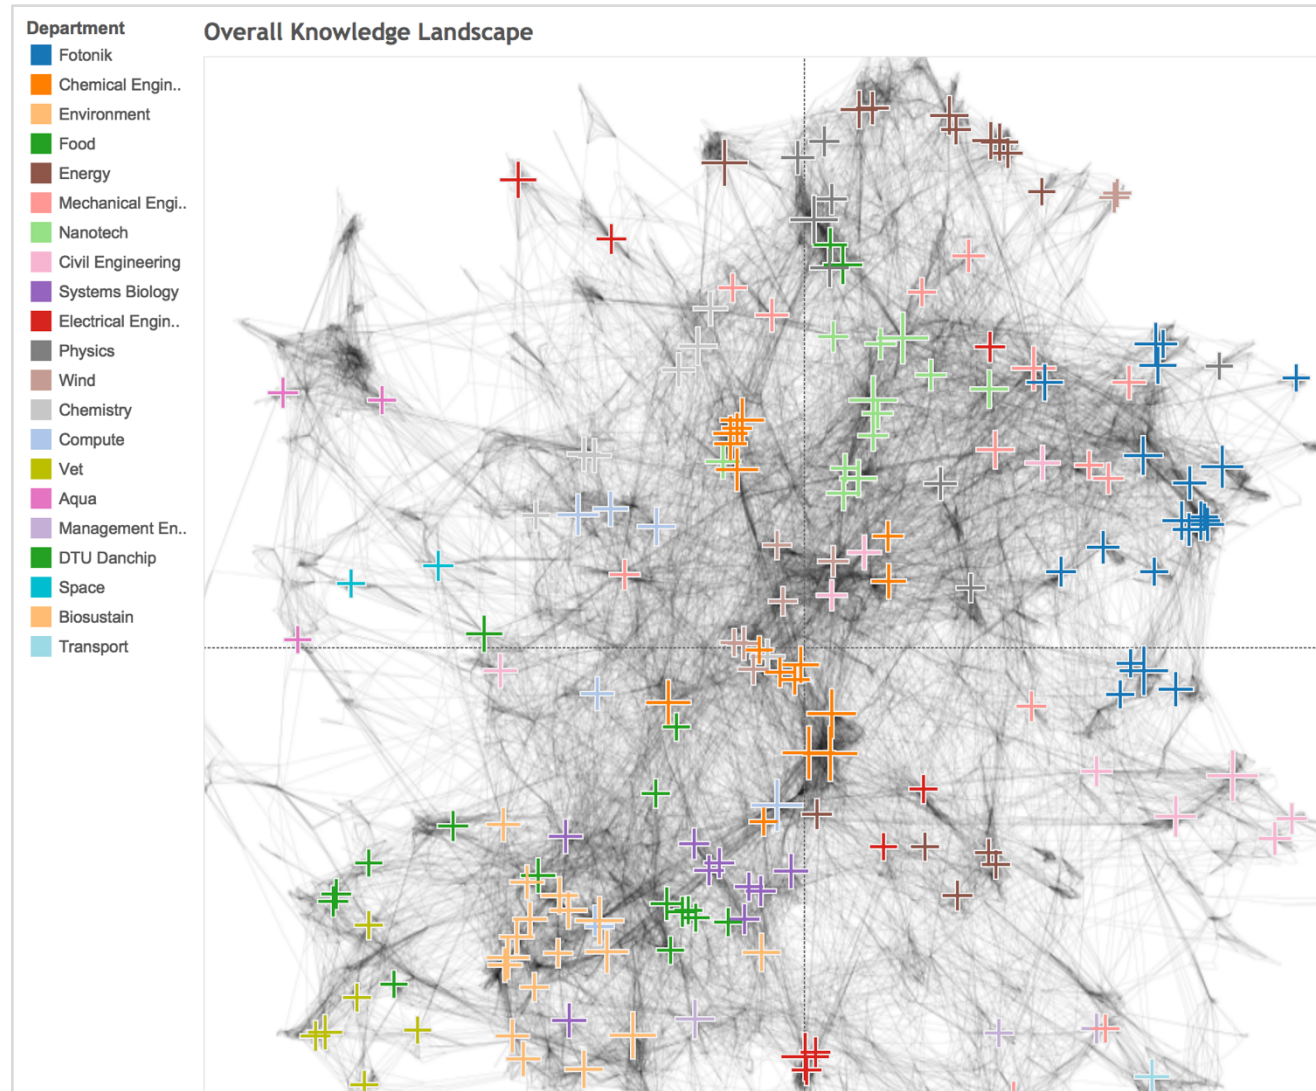 Department
Overall Knowledge Landscape
Fotonik
Chemical Engin..
Environment
Food
Energy
Mechanical Engi..
Nanotech
Civil Engineering
Systems Biology
Electrical Engin..
Physics
Wind
Chemistry
Compute
Vet
Aqua
Management En..
DTU Danchip
Space
Biosustain
Transport